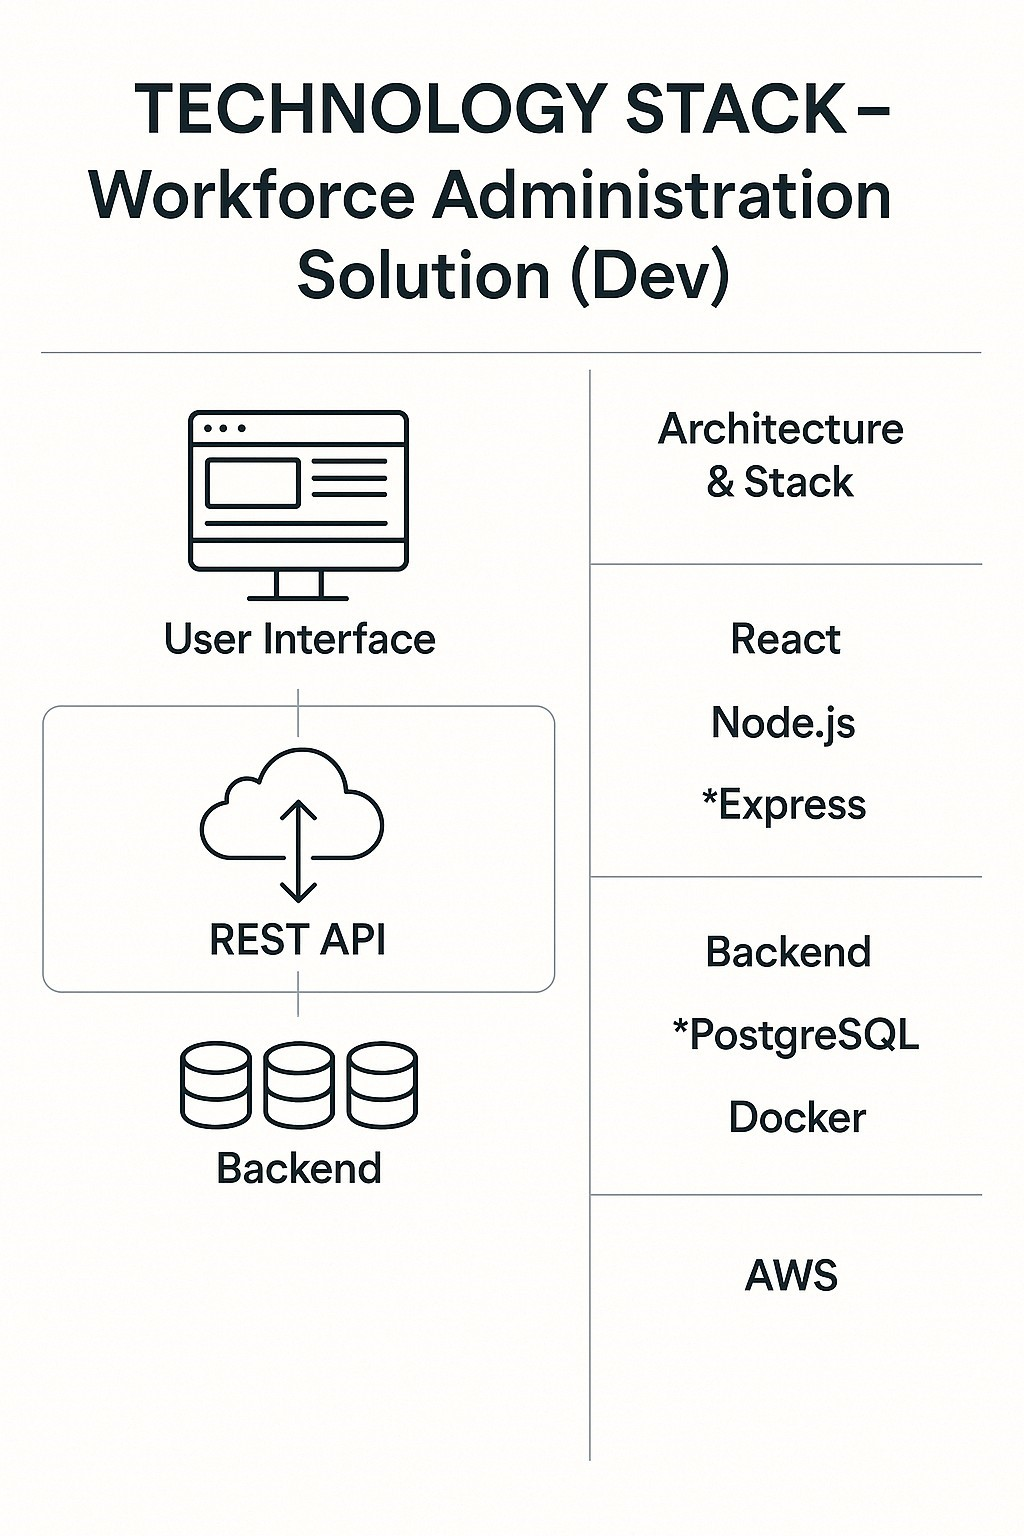 TECHNOLOGY STACK –
Workforce Administration
Solution (Dev)
User Interface
REST API
Backend
Architecture
& Stack
React
Node.js
*Express
Backend
*PostgreSQL
Docker
AWS